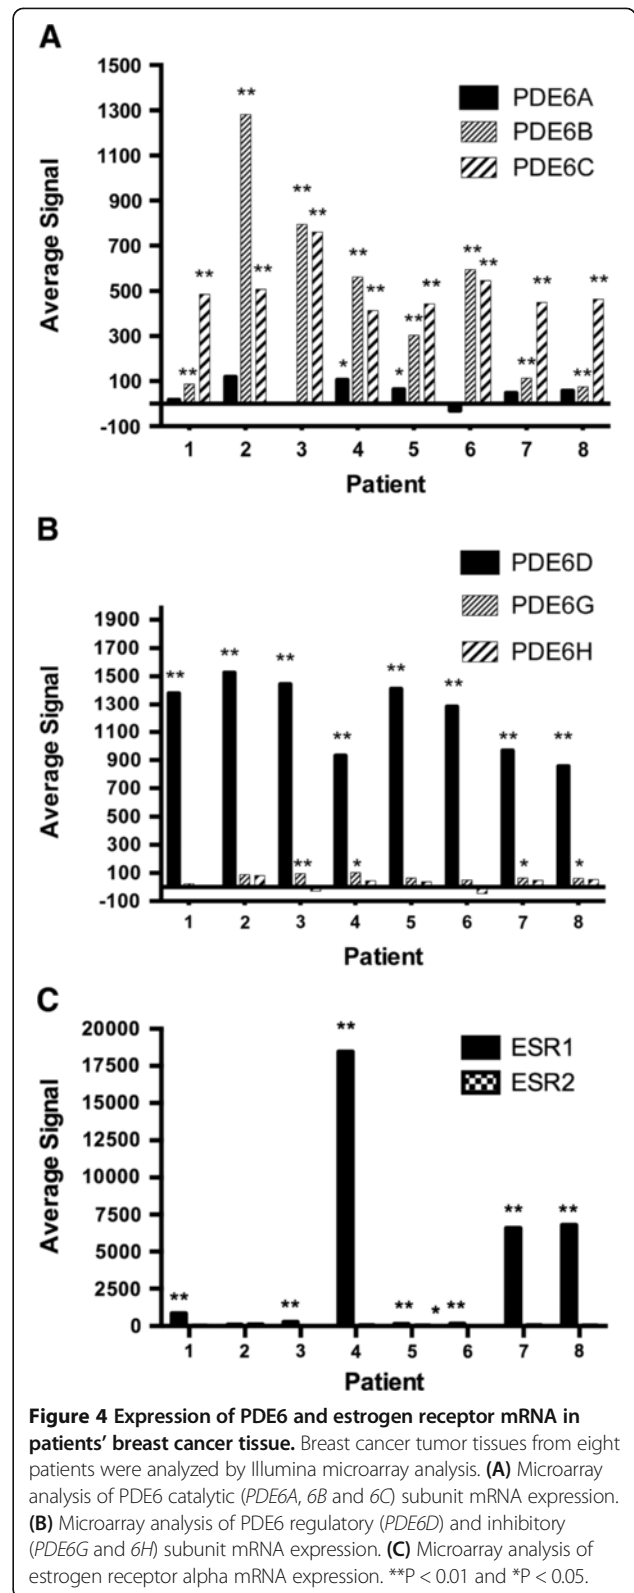 A
1500
1300
1100
900
700
500
300
100
-100
Average Signal
PDE6A
PDE6B
PDE6C
** ** ** ** ** ** ** * ** ** * ** ** ** ** ** ** ** **
1 2 3 4 5 6 7 8
Patient
B
1900
1700
1500
1300
1100
900
700
500
300
100
-100
Average Signal
PDE6D
PDE6G
PDE6H
** ** ** ** ** ** ** **
** * * *
1 2 3 4 5 6 7 8
Patient
C
20000
17500
15000
12500
10000
7500
5000
2500
0
Average Signal
ESR1
ESR2
** ** ** ** * ** ** **
1 2 3 4 5 6 7 8
Patient
Figure 4 Expression of PDE6 and estrogen receptor mRNA in
patients' breast cancer tissue. Breast cancer tumor tissues from eight
patients were analyzed by Illumina microarray analysis. (A) Microarray
analysis of PDE6 catalytic (PDE6A, 6B and 6C) subunit mRNA expression.
(B) Microarray analysis of PDE6 regulatory (PDE6D) and inhibitory
(PDE6G and 6H) subunit mRNA expression. (C) Microarray analysis of
estrogen receptor alpha mRNA expression. **P < 0.01 and *P < 0.05.